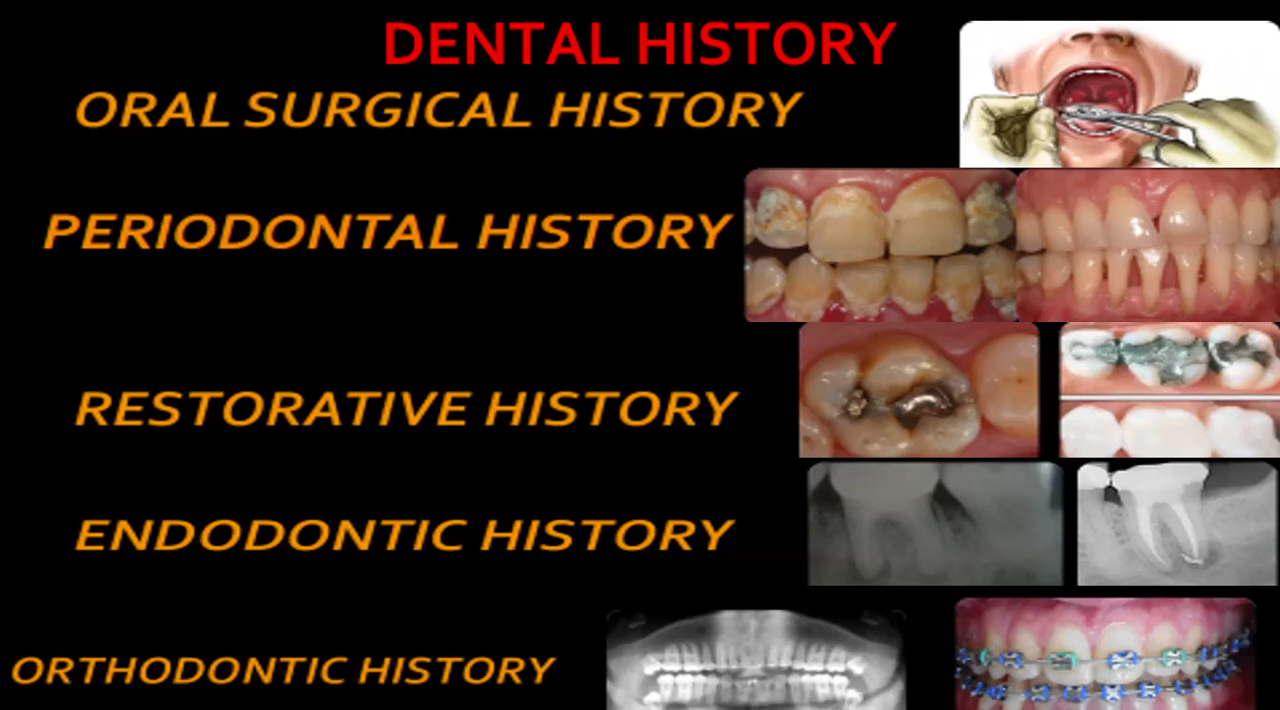 DENTAL HISTORY
ORAL SURGICAL HISTORY
PERIODONTAL HISTORY
RESTORATIVE HISTORY
ENDODONTIC HISTORY
ORTHODONTIC HISTORY